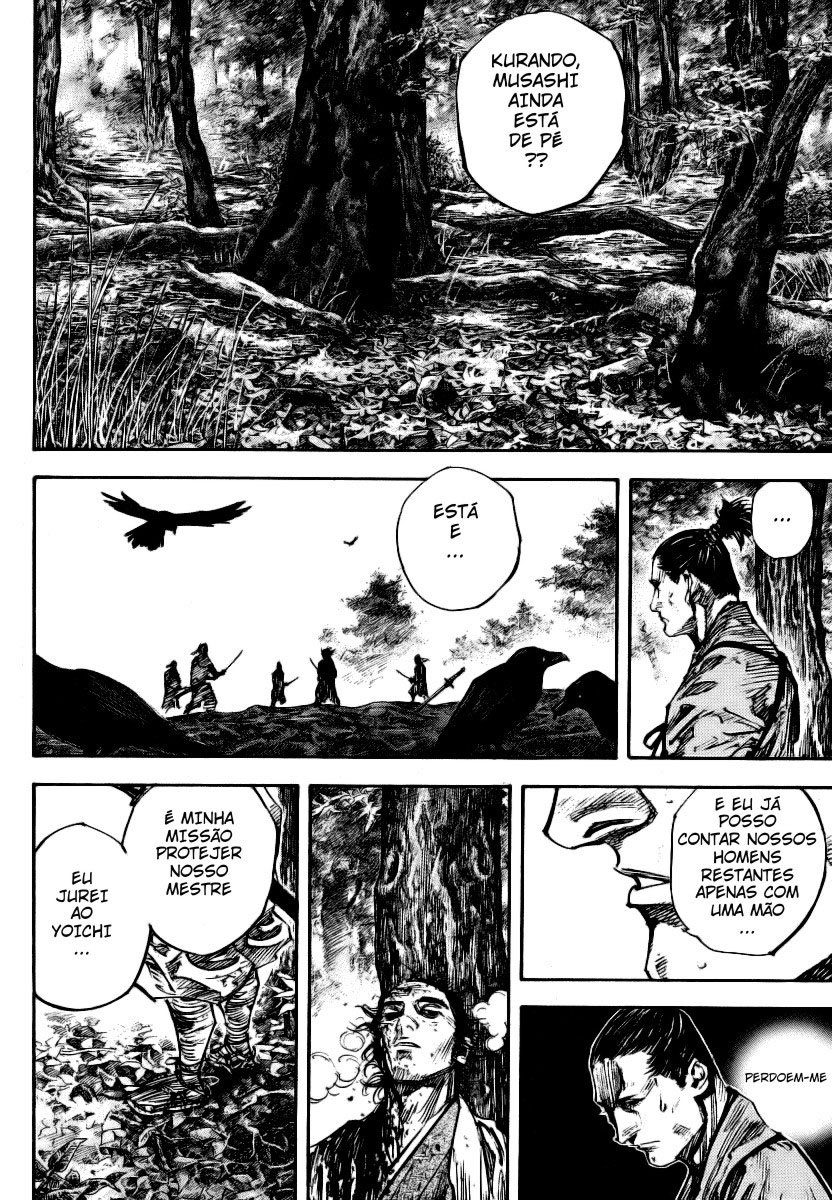 KURANDO,
MUSASHI
AINDA
ESTÁ
DE PÉ
??
...
ESTÁ
E
...
E EU JÁ
POSSO
CONTAR NOSSOS
HOMENS
RESTANTES
APENAS COM
UMA MÃO
...
PERDOEM-ME
É MINHA
MISSÃO
PROTEJER
NOSSO
MESTRE
EU
JUREI
AO
YOICHI
...